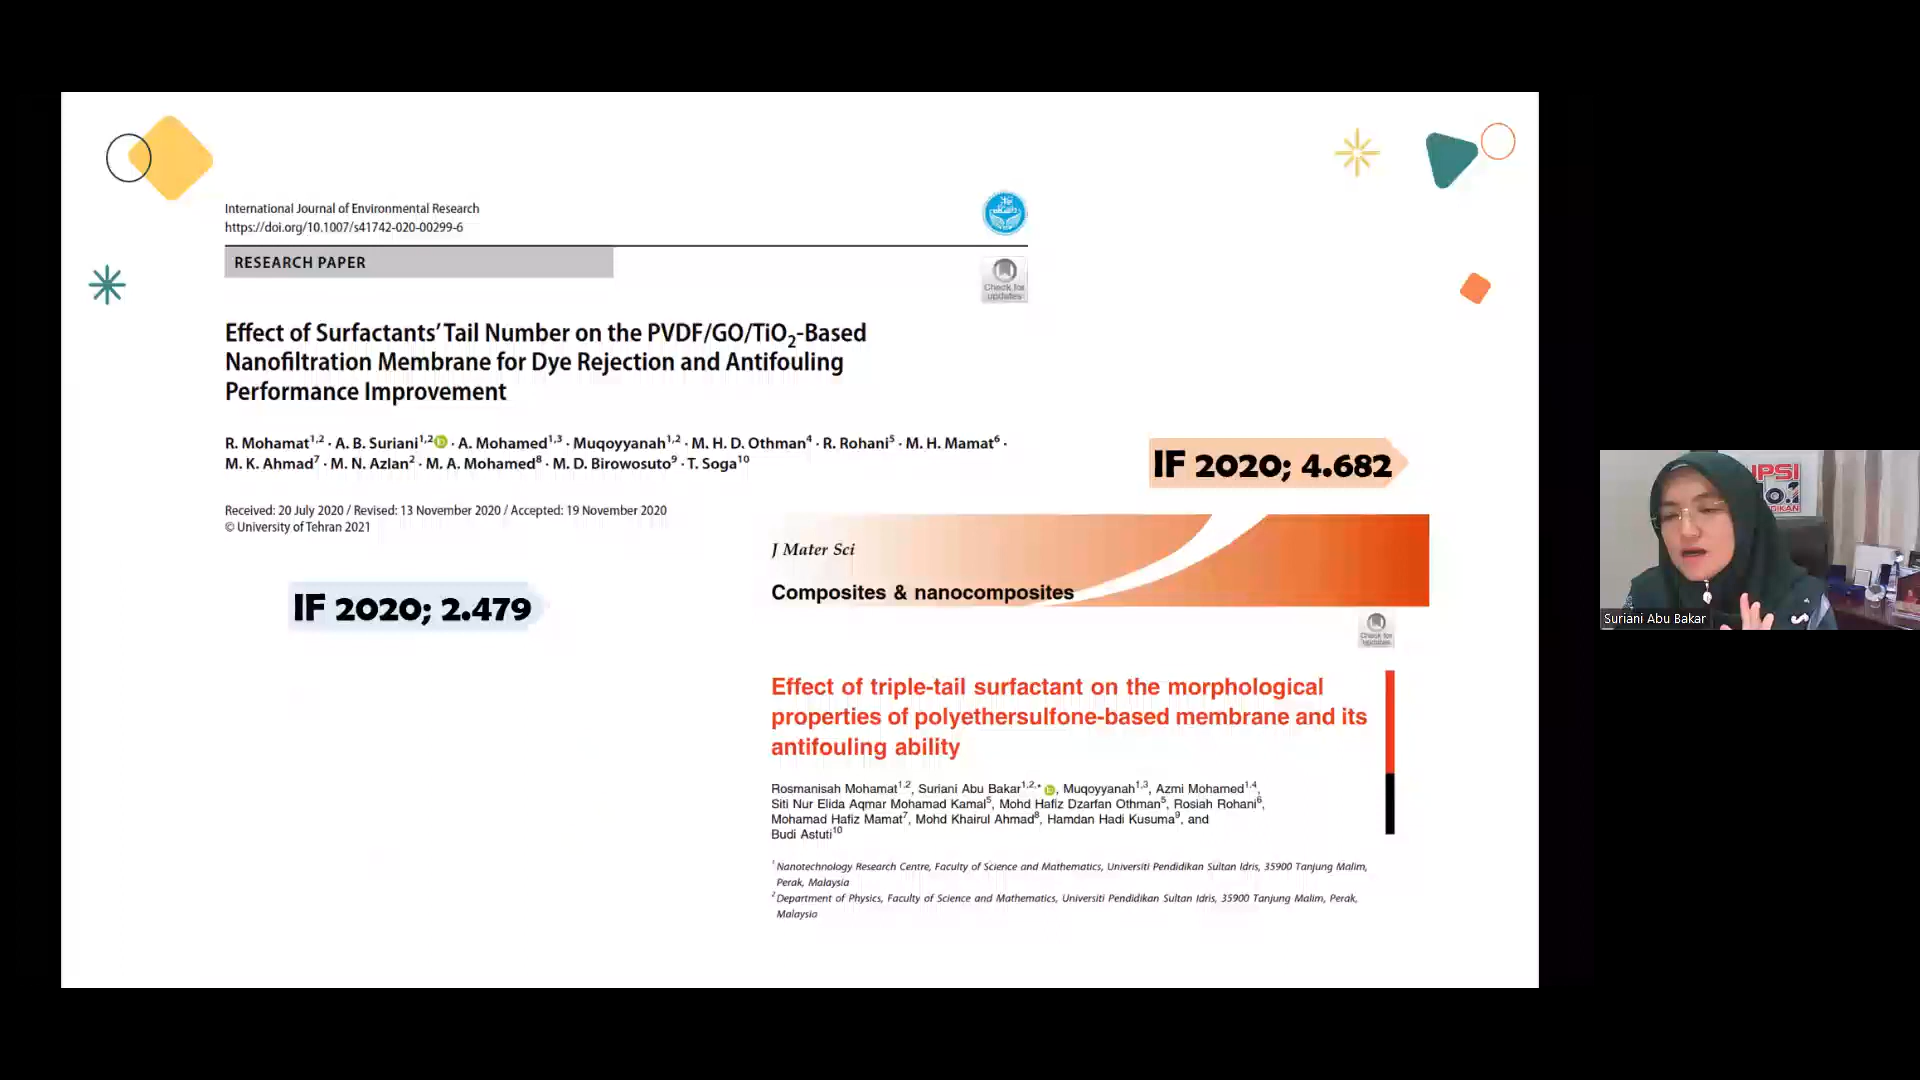 International Journal of Environmental Research
https://doi.org/10.1007/s41742-020-00299-6
RESEARCH PAPER
Check for
updates
Effect of Surfactants' Tail Number on the PVDF/GO/TiO₂-Based
Nanofiltration Membrane for Dye Rejection and Antifouling
Performance Improvement
R. Mohamat¹,² · A. B. Suriani¹,² · A. Mohamed¹,³ · Muqoyyanah¹,² · M. H. D. Othman⁴ · R. Rohani⁵ · M. H. Mamat⁶ ·
M. K. Ahmad⁷ · M. N. Azlan² · M. A. Mohamed⁸ · M. D. Birowosuto⁹ · T. Soga¹⁰
Received: 20 July 2020 / Revised: 13 November 2020 / Accepted: 19 November 2020
© University of Tehran 2021
IF 2020; 2.479
IF 2020; 4.682
J Mater Sci
Composites & nanocomposites
Check for
updates
Effect of triple-tail surfactant on the morphological
properties of polyethersulfone-based membrane and its
antifouling ability
Rosmanisah Mohamat¹,², Suriani Abu Bakar¹,²,*, Muqoyyanah¹,³, Azmi Mohamed¹,⁴,
Siti Nur Elida Aqmar Mohamad Kamal⁵, Mohd Hafiz Dzarfan Othman⁵, Rosiah Rohani⁶,
Mohamad Hafiz Mamat⁷, Mohd Khairul Ahmad⁸, Hamdan Hadi Kusuma⁹, and
Budi Astuti¹⁰
¹ Nanotechnology Research Centre, Faculty of Science and Mathematics, Universiti Pendidikan Sultan Idris, 35900 Tanjung Malim,
Perak, Malaysia
² Department of Physics, Faculty of Science and Mathematics, Universiti Pendidikan Sultan Idris, 35900 Tanjung Malim, Perak,
Malaysia
Suriani Abu Bakar